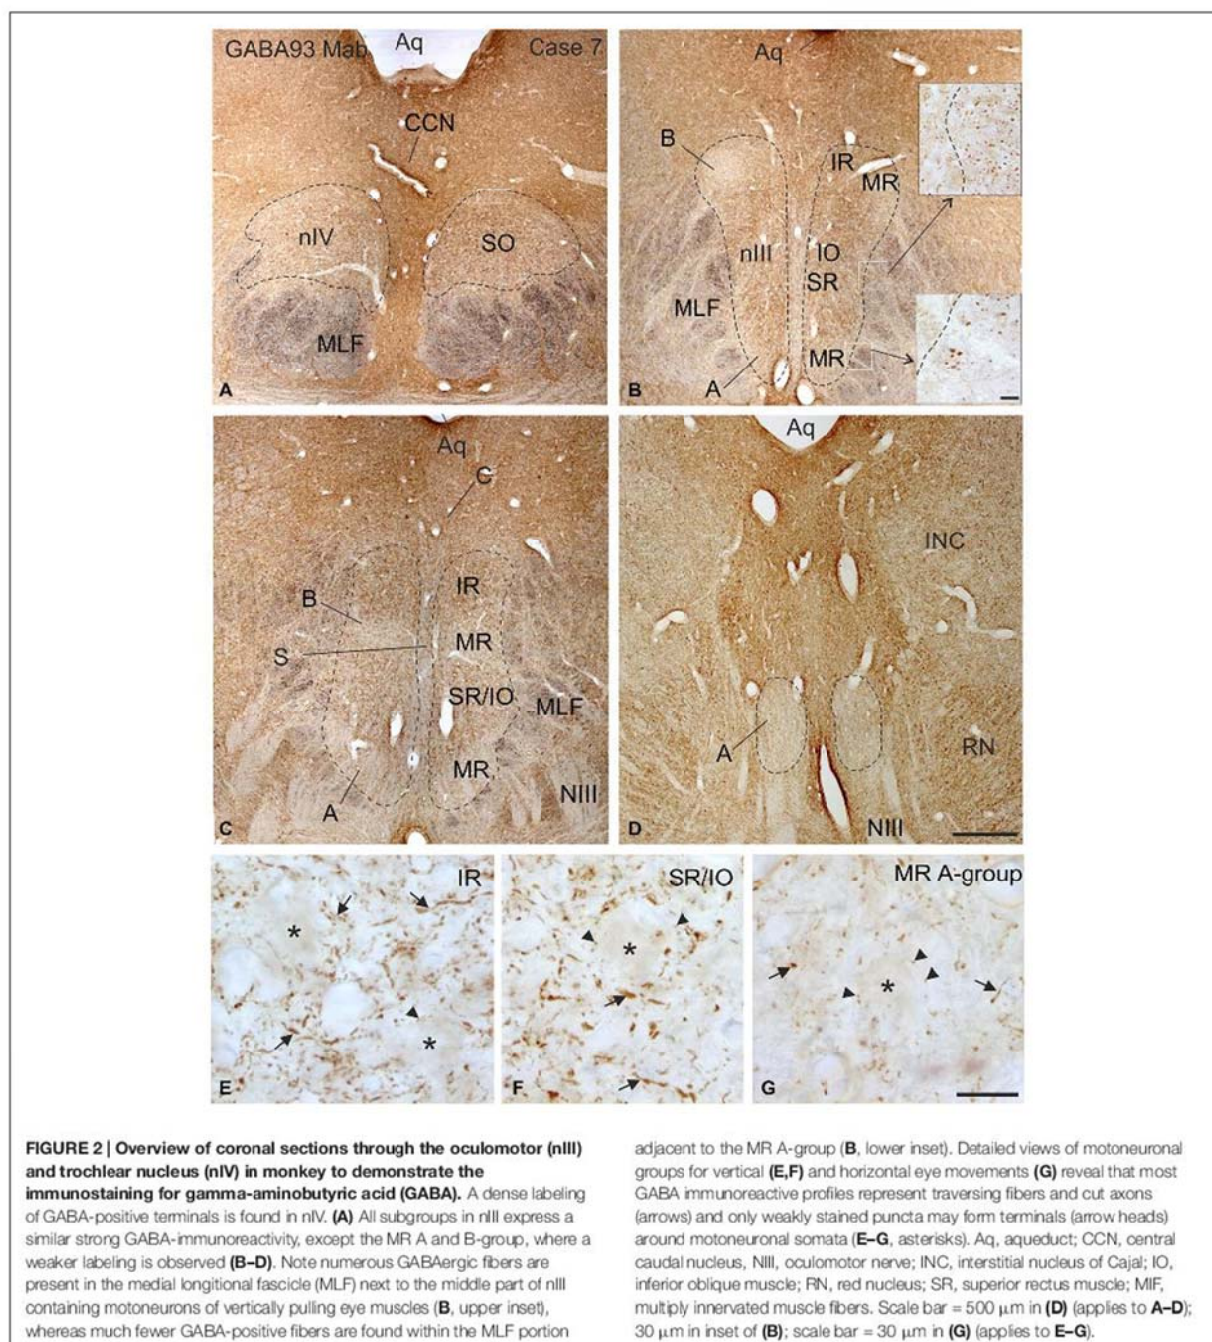 GABA93 Mab
Aq
Case 7
CCN
nIV
SO
MLF
A
Aq
B
IR
MR
nIII
IO
SR
MLF
MR
B
A
Aq
C
IR
B
MR
S
SR/IO
MLF
MR
A
NIII
C
Aq
INC
A
RN
NIII
D
IR
*
*
E
SR/IO
*
F
MR A-group
*
G
FIGURE 2 | Overview of coronal sections through the oculomotor (nIII)
and trochlear nucleus (nIV) in monkey to demonstrate the
immunostaining for gamma-aminobutyric acid (GABA). A dense labeling
of GABA-positive terminals is found in nIV. (A) All subgroups in nIII express a
similar strong GABA-immunoreactivity, except the MR A and B-group, where a
weaker labeling is observed (B–D). Note numerous GABAergic fibers are
present in the medial longitional fascicle (MLF) next to the middle part of nIII
containing motoneurons of vertically pulling eye muscles (B, upper inset),
whereas much fewer GABA-positive fibers are found within the MLF portion
adjacent to the MR A-group (B, lower inset). Detailed views of motoneuronal
groups for vertical (E,F) and horizontal eye movements (G) reveal that most
GABA immunoreactive profiles represent traversing fibers and cut axons
(arrows) and only weakly stained puncta may form terminals (arrow heads)
around motoneuronal somata (E–G, asterisks). Aq, aqueduct; CCN, central
caudal nucleus, NIII, oculomotor nerve; INC, interstitial nucleus of Cajal; IO,
inferior oblique muscle; RN, red nucleus; SR, superior rectus muscle; MIF,
multiply innervated muscle fibers. Scale bar = 500 μm in (D) (applies to A–D);
30 μm in inset of (B); scale bar = 30 μm in (G) (applies to E–G).